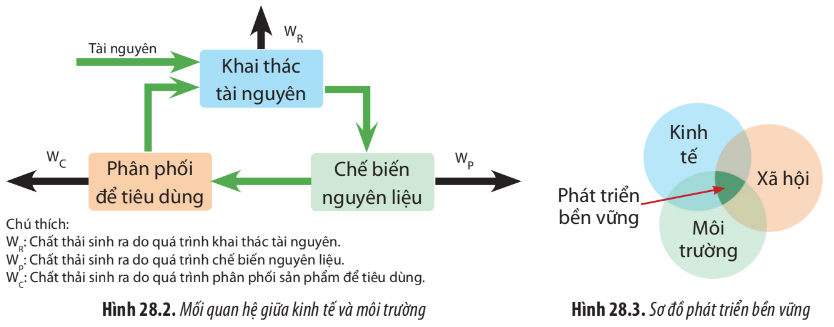 W_R
Tài nguyên
Khai thác
tài nguyên
W_C
Phân phối
để tiêu dùng
Chế biến
nguyên liệu
W_P
Chú thích:
W_R: Chất thải sinh ra do quá trình khai thác tài nguyên.
W_P: Chất thải sinh ra do quá trình chế biến nguyên liệu.
W_C: Chất thải sinh ra do quá trình phân phối sản phẩm để tiêu dùng.
Hình 28.2. Mối quan hệ giữa kinh tế và môi trường
Kinh
tế
Xã hội
Phát triển
bền vững
Môi
trường
Hình 28.3. Sơ đồ phát triển bền vững